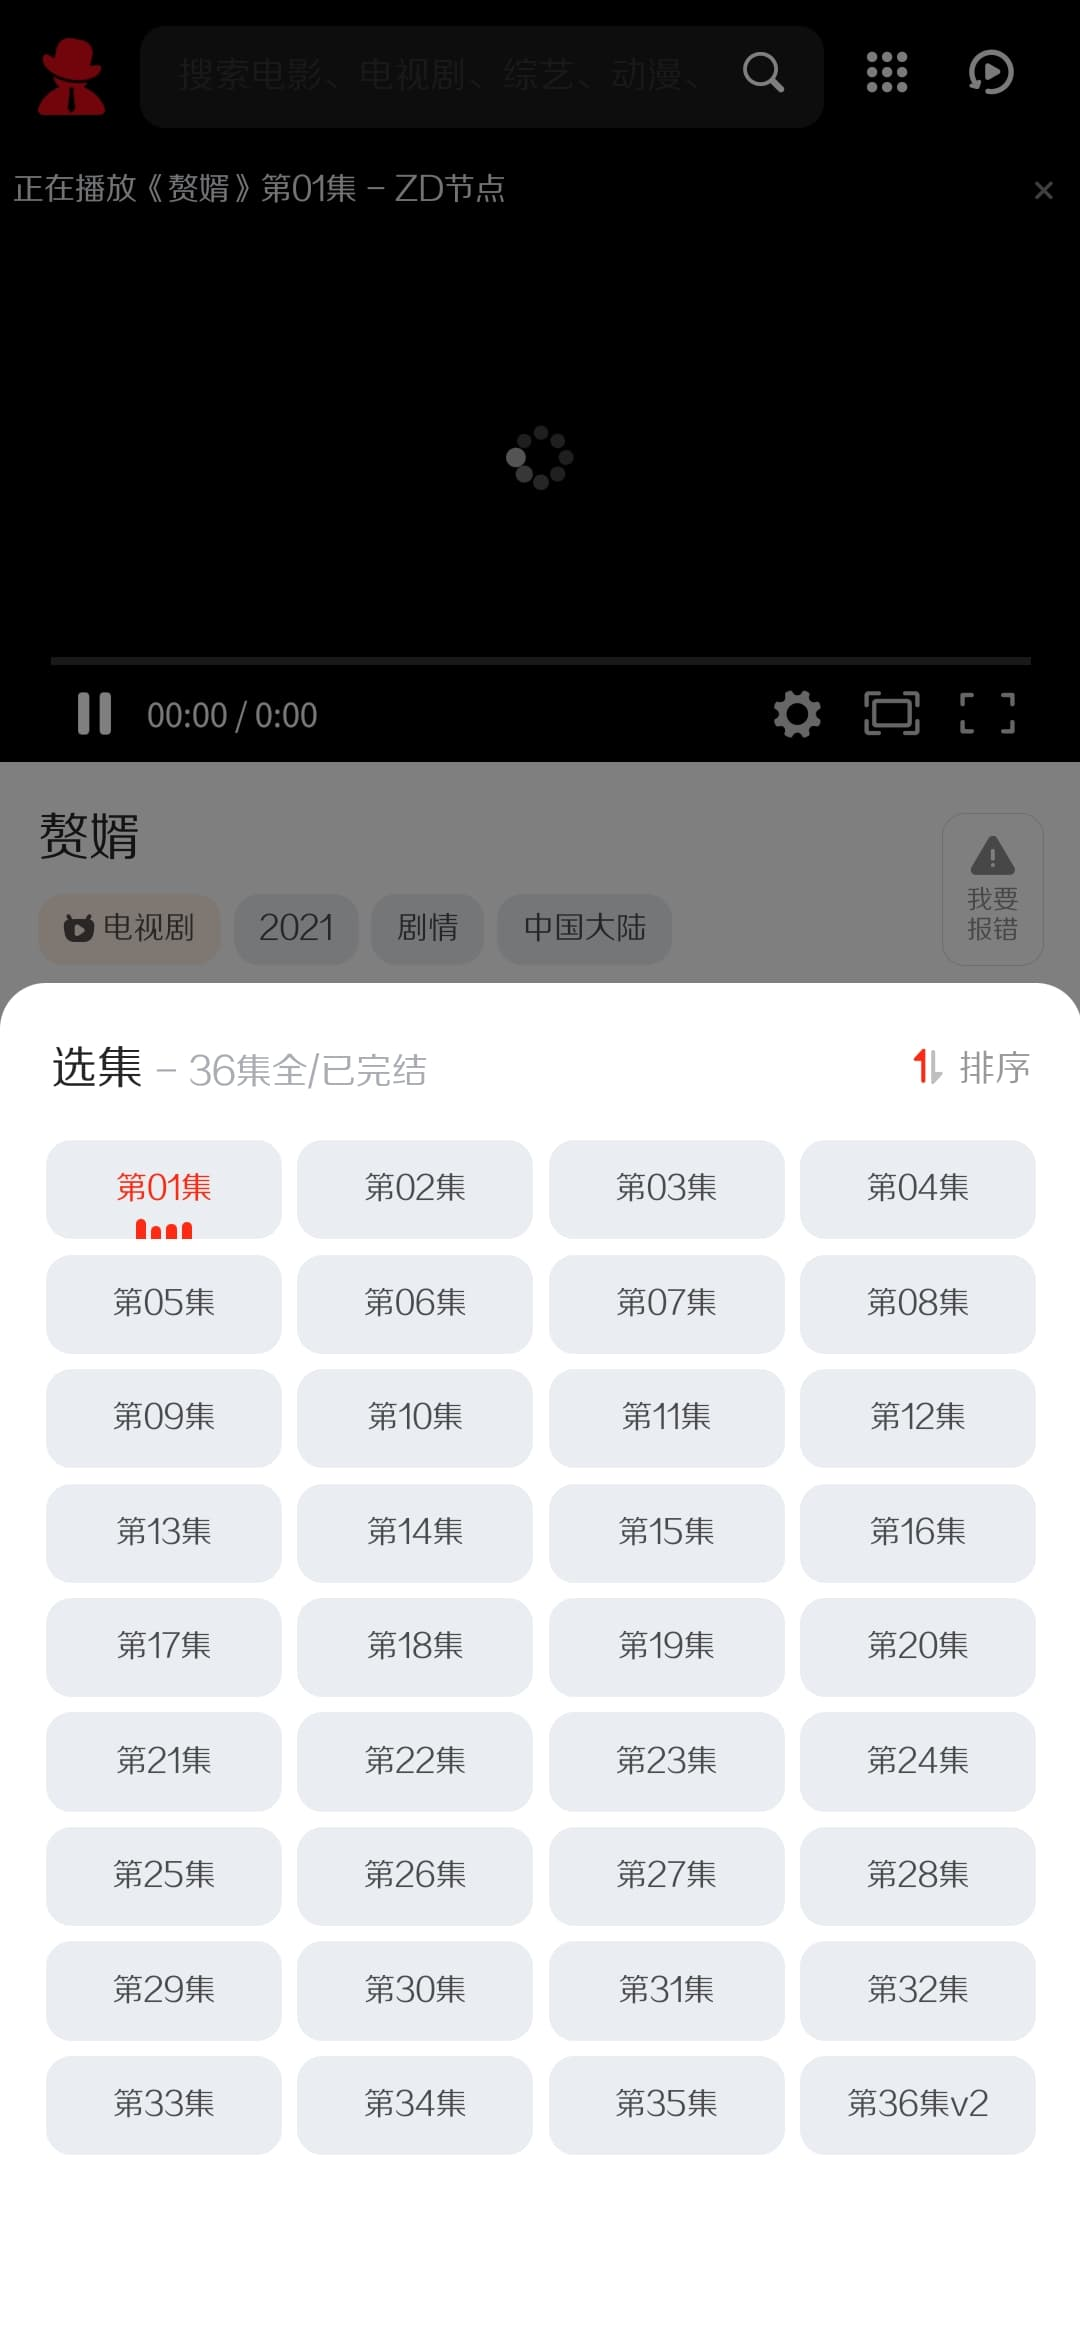 搜索电影、电视剧、综艺、动漫、
正在播放《赘婿》第01集 – ZD节点
00:00 / 0:00
赘婿
电视剧 2021 剧情 中国大陆
我要
报错
选集 – 36集全/已完结
排序
第01集 第02集 第03集 第04集
第05集 第06集 第07集 第08集
第09集 第10集 第11集 第12集
第13集 第14集 第15集 第16集
第17集 第18集 第19集 第20集
第21集 第22集 第23集 第24集
第25集 第26集 第27集 第28集
第29集 第30集 第31集 第32集
第33集 第34集 第35集 第36集v2